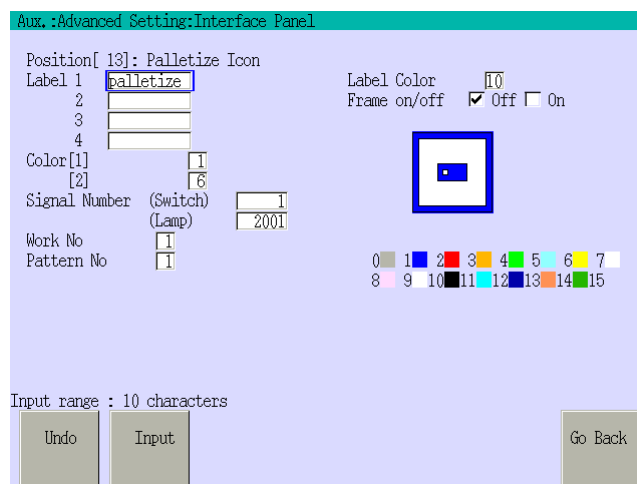 Aux.:Advanced Setting:Interface Panel
Position[ 13]: Palletize Icon
Label 1 palletize
2
3
4
Label Color 10
Frame on/off Off On
Color[1] 1
[2] 6
Signal Number (Switch) 1
(Lamp) 2001
Work No 1
Pattern No 1
0 1 2 3 4 5 6 7
8 9 10 11 12 13 14 15
Input range : 10 characters
Undo Input Go Back